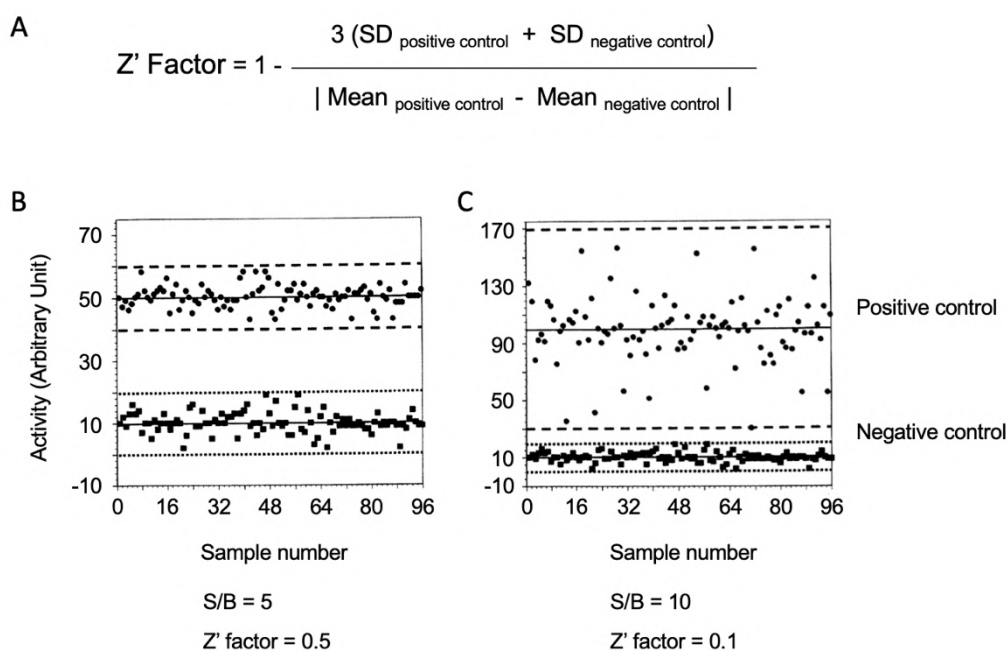 A
Z' Factor = 1 - 3 (SD positive control + SD negative control)
| Mean positive control - Mean negative control |
B
C
Activity (Arbitrary Unit)
70
50
30
10
-10
0 16 32 48 64 80 96
Sample number
S/B = 5
Z' factor = 0.5
170
130
90
50
10
-10
0 16 32 48 64 80 96
Sample number
S/B = 10
Z' factor = 0.1
Positive control
Negative control